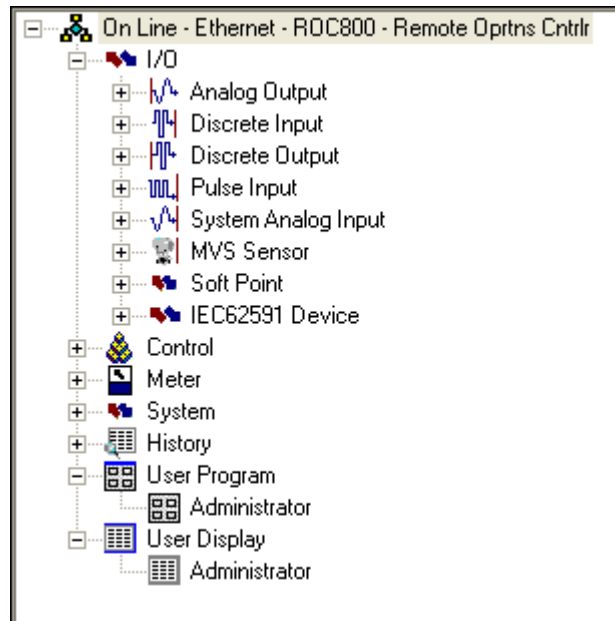 On Line - Ethernet - ROC800 - Remote Oprtns Cntrlr
I/O
Analog Output
Discrete Input
Discrete Output
Pulse Input
System Analog Input
MVS Sensor
Soft Point
IEC62591 Device
Control
Meter
System
History
User Program
Administrator
User Display
Administrator